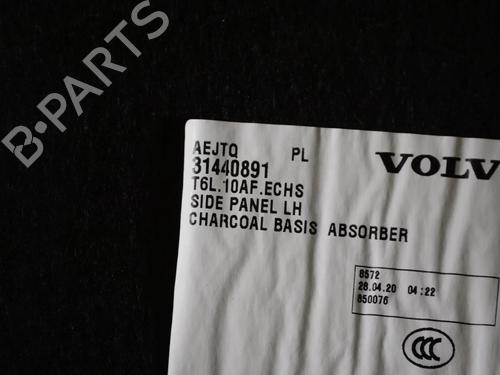 B-PARTS
AEJTQ PL
31440891
T6L.10AF.ECHS
SIDE PANEL LH
CHARCOAL BASIS ABSORBER
VOLV
8572
28.04.20 04:22
850076
CCC